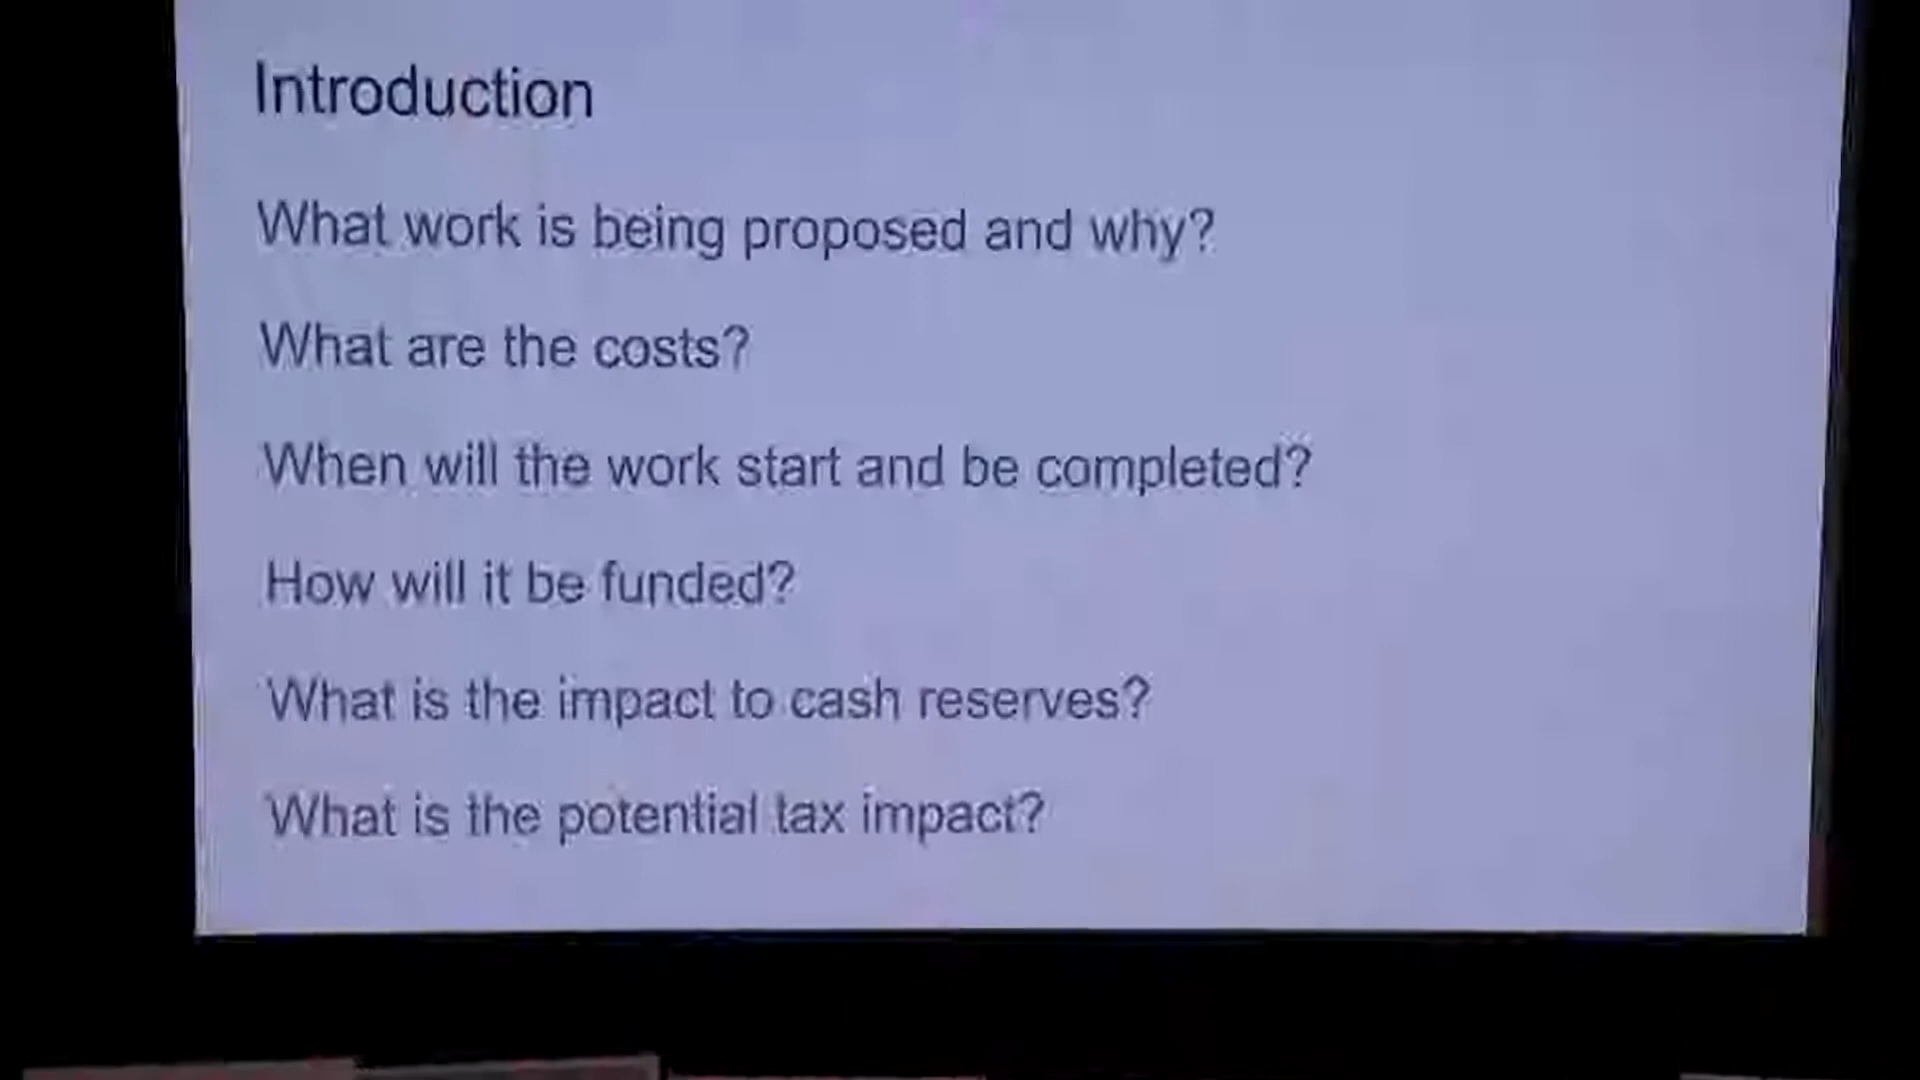 Introduction
What work is being proposed and why?
What are the costs?
When will the work start and be completed?
How will it be funded?
What is the impact to cash reserves?
What is the potential tax impact?